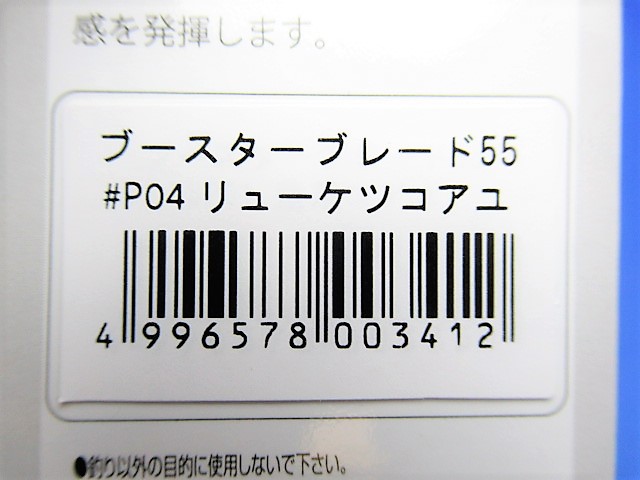 感を発揮します。
ブースターブレード55
#P04 リューケツコアユ
4 996578 003412
●釣り以外の目的に使用しないで下さい。